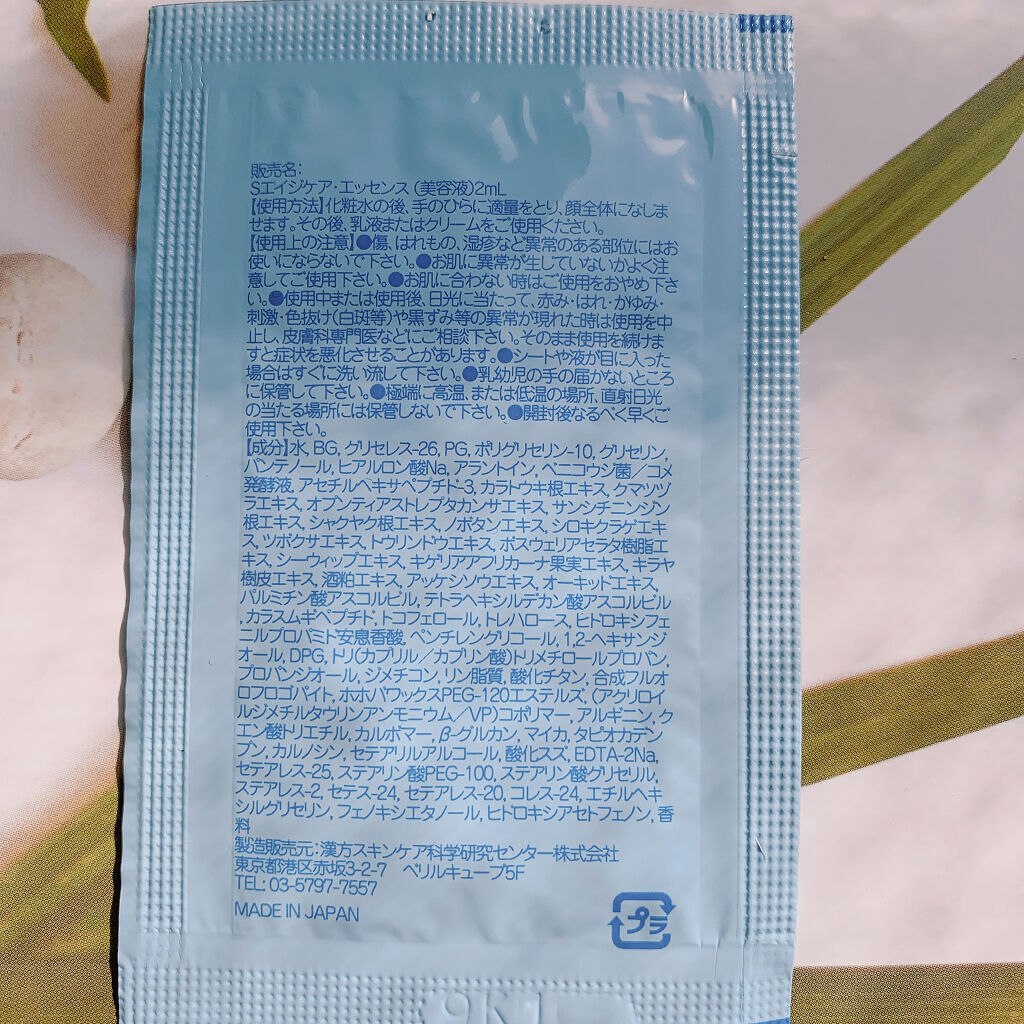 販売名：
Sエイジケア・エッセンス（美容液）2mL
【使用方法】化粧水の後、手のひらに適量をとり、顔全体になじま
せます。その後、乳液またはクリームをご使用ください。
【使用上の注意】●傷、はれもの、湿疹など異常のある部位にはお
使いにならないで下さい。●お肌に異常が生じていないかよく注
意してご使用下さい。●お肌に合わない時はご使用をおやめ下さ
い。●使用中または使用後、日光に当たって、赤み・はれ・かゆみ・
刺激・色抜け（白斑等）や黒ずみ等の異常が現れた時は使用を中
止し、皮膚科専門医などにご相談下さい。そのまま使用を続けま
すと症状を悪化させることがあります。●シートや液が目に入った
場合はすぐに洗い流して下さい。●乳幼児の手の届かないところ
に保管して下さい。●極端に高温、または低温の場所、直射日光
の当たる場所には保管しないで下さい。●開封後なるべく早くご
使用下さい。
【成分】水, BG, グリセレス-26, PG, ポリグリセリン-10, グリセリン,
パンテノール, ヒアルロン酸Na, アラントイン, ベニコウジ菌／コメ
発酵液, アセチルヘキサペプチド-3, カラトウキ根エキス, クマツヅ
ラエキス, オプンティアストレプタカンサエキス, サンシチニンジン
根エキス, シャクヤク根エキス, ノボタンエキス, シロキクラゲエキ
ス, ツボクサエキス, トウリンドウエキス, ボスウェリアセラタ樹脂エ
キス, シーウィップエキス, キゲリアアフリカーナ果実エキス, キラヤ
樹皮エキス, 酒粕エキス, アッケシソウエキス, オーキッドエキス,
パルミチン酸アスコルビル, テトラヘキシルデカン酸アスコルビル
, カラスムギペプチド, トコフェロール, トレハロース, ヒドロキシフェ
ニルプロパミド安息香酸, ペンチレングリコール, 1,2-ヘキサンジ
オール, DPG, トリ（カプリル／カプリン酸）トリメチロールプロパン,
プロパンジオール, ジメチコン, リン脂質, 酸化チタン, 合成フルオ
ロフロゴパイト, ホホバワックスPEG-120エステルズ, （アクリロイ
ルジメチルタウリンアンモニウム／VP）コポリマー, アルギニン, ク
エン酸トリエチル, カルボマー, β-グルカン, マイカ, タピオカデン
プン, カルノシン, セテアリルアルコール, 酸化スズ, EDTA-2Na,
セテアレス-25, ステアリン酸PEG-100, ステアリン酸グリセリル,
ステアレス-2, セテス-24, セテアレス-20, コレス-24, エチルヘキ
シルグリセリン, フェノキシエタノール, ヒドロキシアセトフェノン, 香
料
製造販売元：漢方スキンケア科学研究センター株式会社
東京都港区赤坂3-2-7 ベリルキューブ5F
TEL: 03-5797-7557
MADE IN JAPAN
プラ